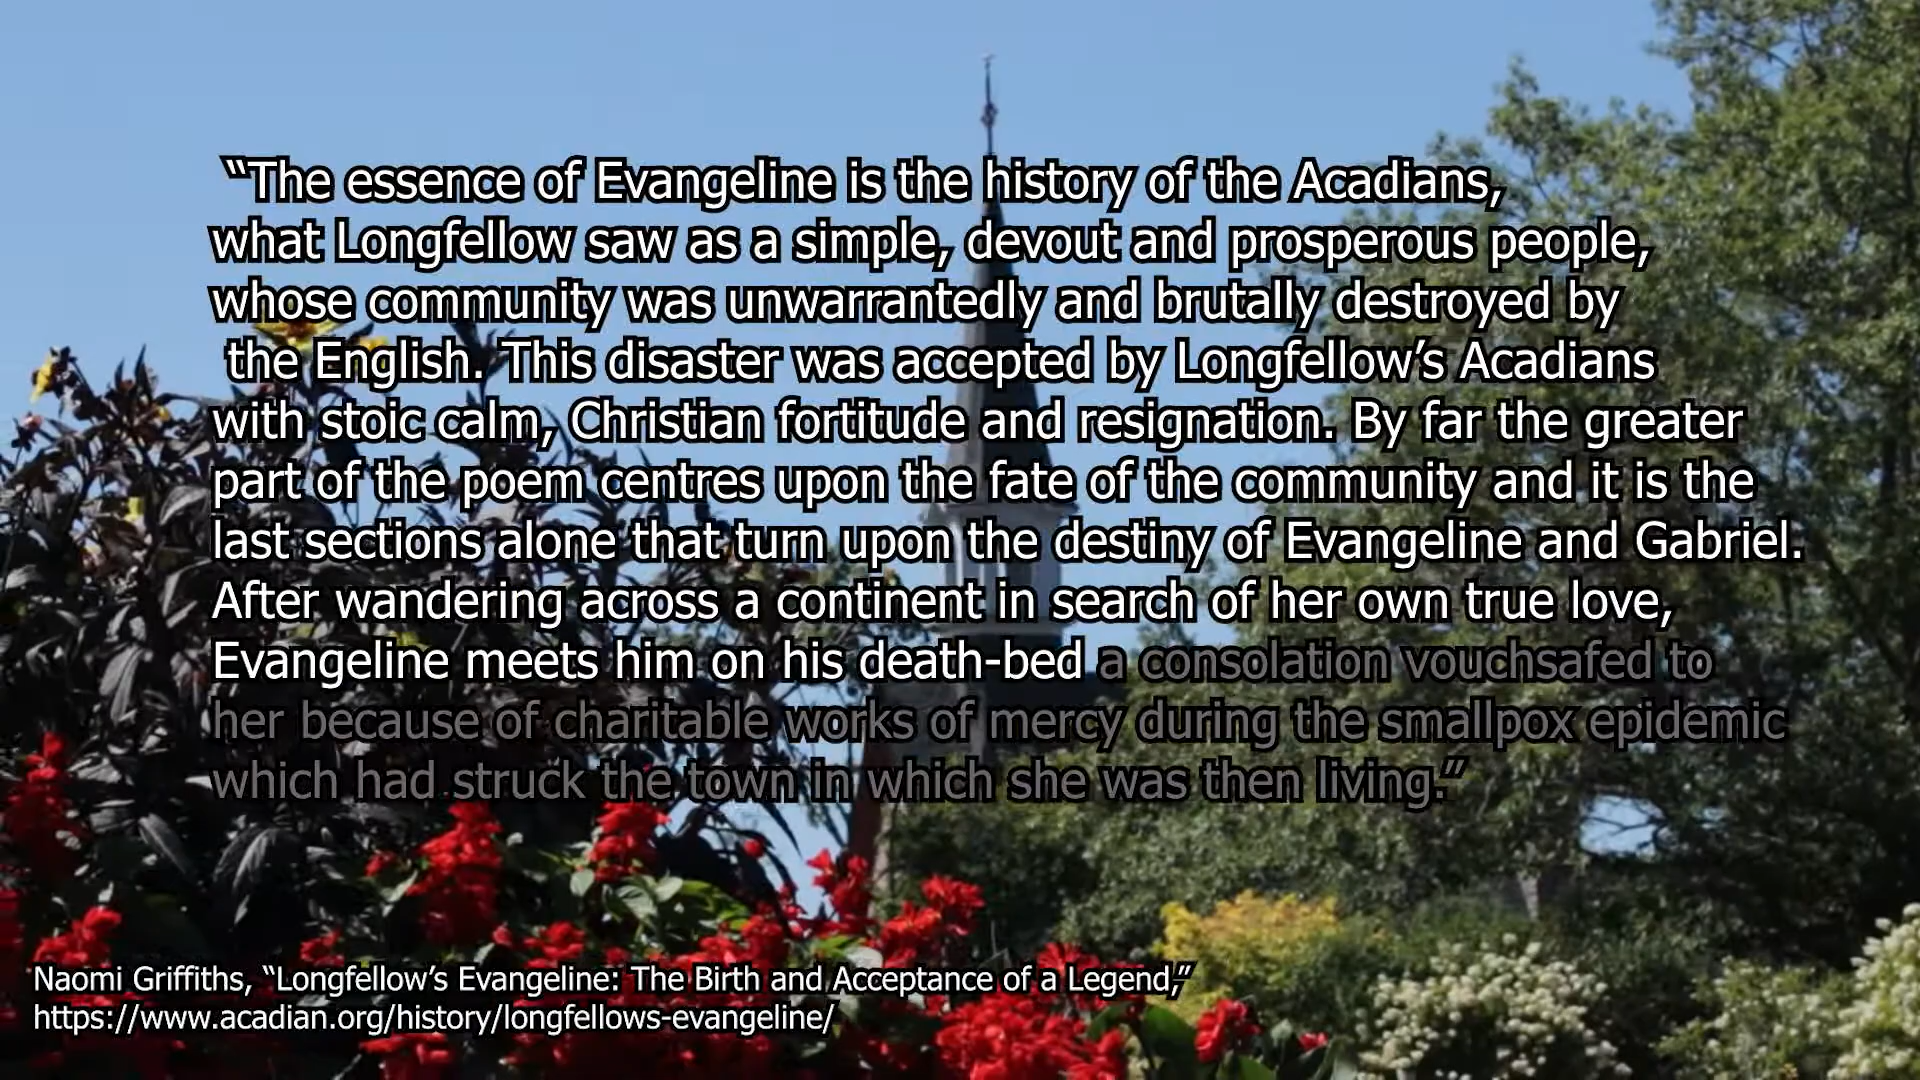 “The essence of Evangeline is the history of the Acadians,
what Longfellow saw as a simple, devout and prosperous people,
whose community was unwarrantedly and brutally destroyed by
the English. This disaster was accepted by Longfellow’s Acadians
with stoic calm, Christian fortitude and resignation. By far the greater
part of the poem centres upon the fate of the community and it is the
last sections alone that turn upon the destiny of Evangeline and Gabriel.
After wandering across a continent in search of her own true love,
Evangeline meets him on his death-bed a consolation vouchsafed to
her because of charitable works of mercy during the smallpox epidemic
which had struck the town in which she was then living.”
Naomi Griffiths, “Longfellow’s Evangeline: The Birth and Acceptance of a Legend,”
https://www.acadian.org/history/longfellows-evangeline/